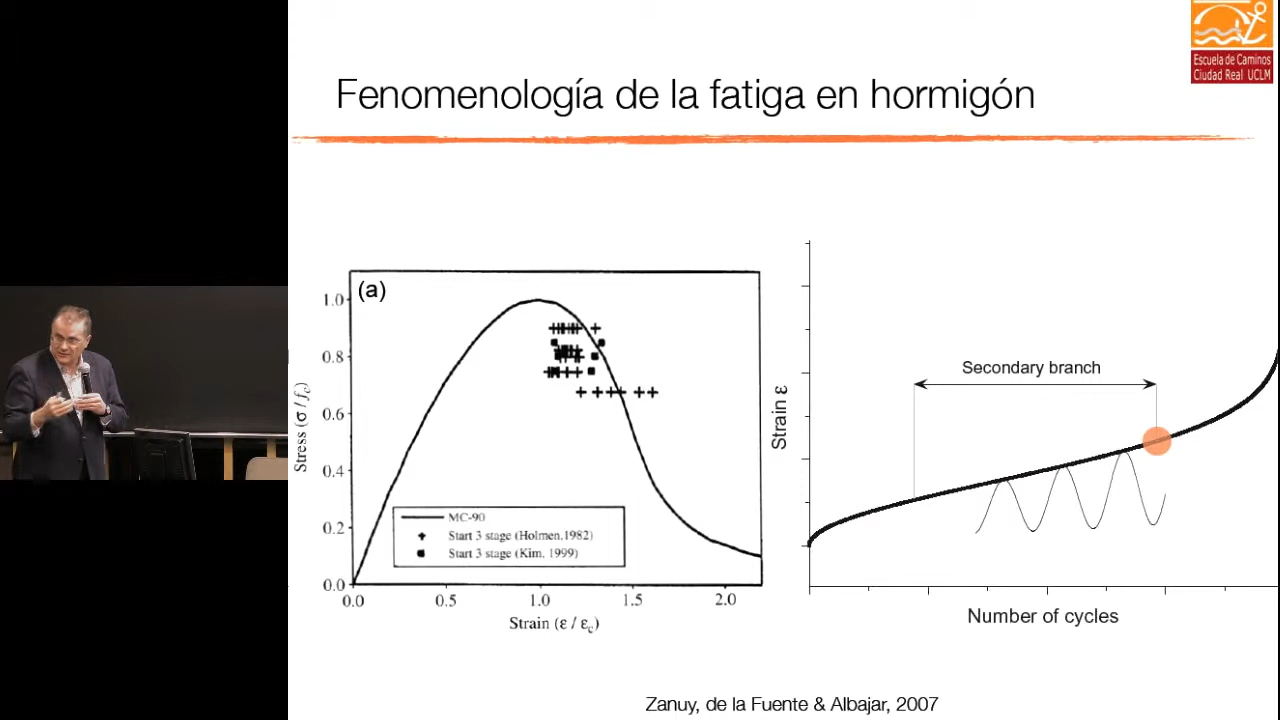 Escuela de Caminos
Ciudad Real UCLM
Fenomenología de la fatiga en hormigón
(a)
1.0
0.8
0.6
0.4
0.2
0.0
Stress (σ / fc)
MC-90
Start 3 stage (Holmen.1982)
Start 3 stage (Kim. 1999)
0.0 0.5 1.0 1.5 2.0
Strain (ε / εc)
Secondary branch
Strain ε
Number of cycles
Zanuy, de la Fuente & Albajar, 2007